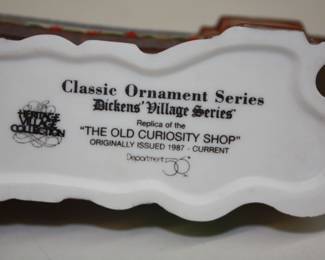 Classic Ornament Series
Dickens' Village Series
Replica of the
"THE OLD CURIOSITY SHOP"
ORIGINALLY ISSUED 1987 - CURRENT
Department 56
HERITAGE
VILLAGE
COLLECTION